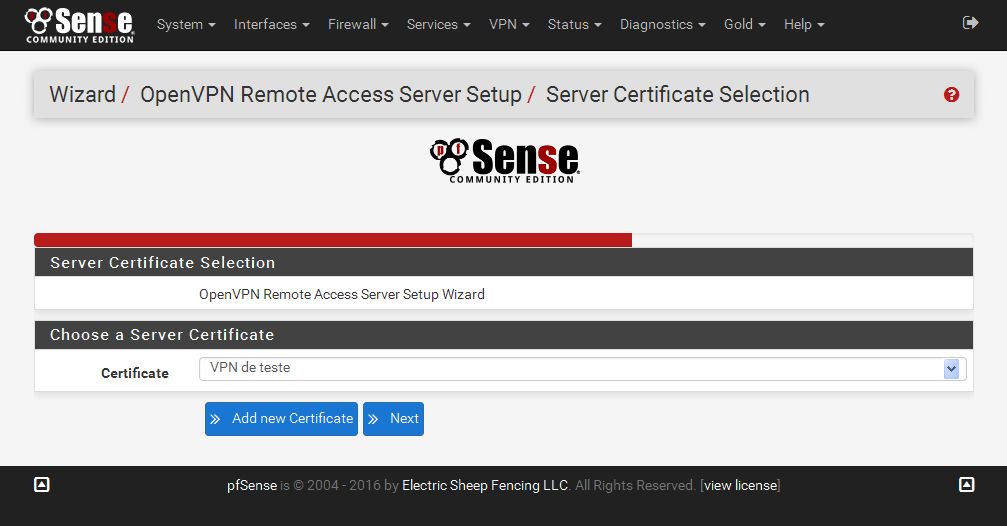 pfSense System Interfaces Firewall Services VPN Status Diagnostics Gold Help
COMMUNITY EDITION
Wizard / OpenVPN Remote Access Server Setup / Server Certificate Selection
pfSense
COMMUNITY EDITION
Server Certificate Selection
OpenVPN Remote Access Server Setup Wizard
Choose a Server Certificate
Certificate VPN de teste
Add new Certificate Next
pfSense is © 2004 - 2016 by Electric Sheep Fencing LLC. All Rights Reserved. [view license]